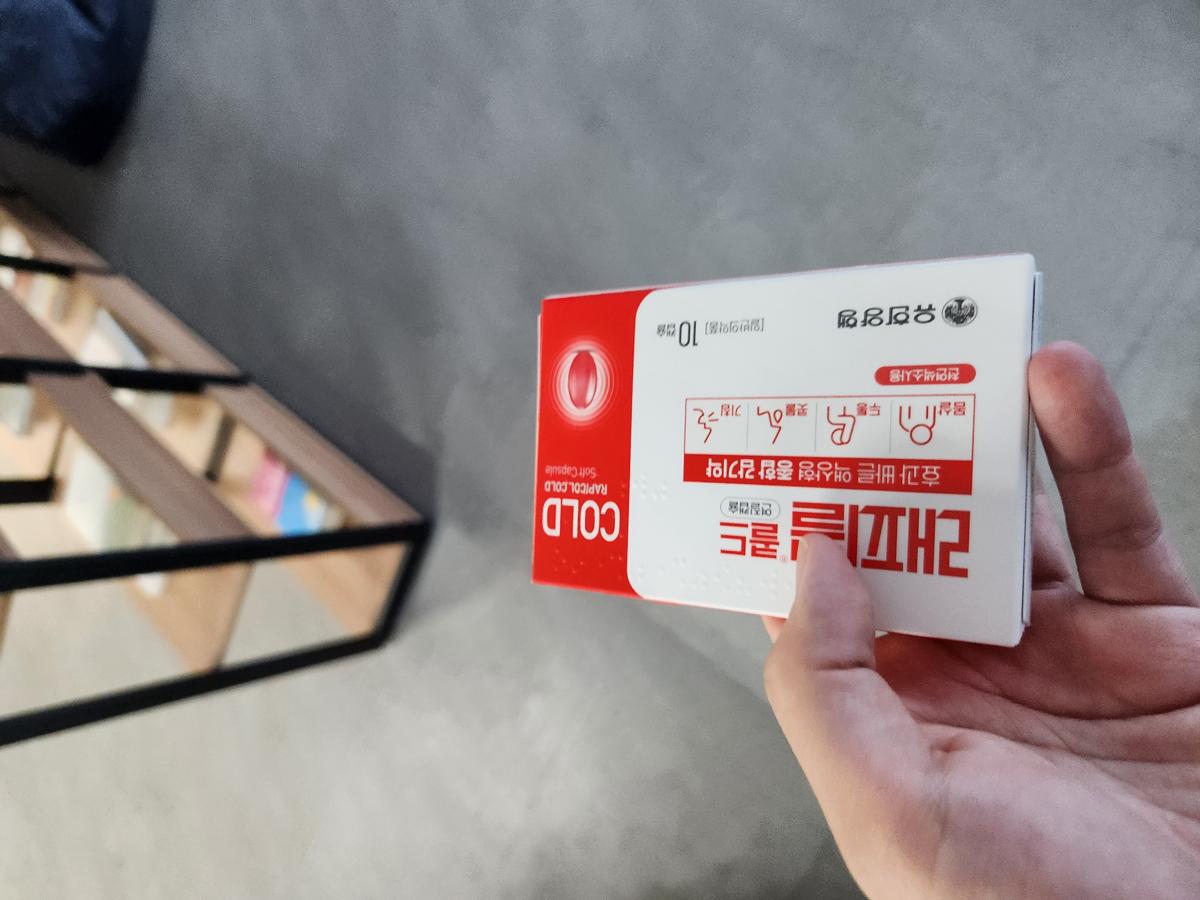 래피콜® 콜드
연질캡슐
효과 빠른 액상형 종합 감기약
몸살 두통 콧물 기침
천연색소사용
유한양행
[일반의약품] 10캡슐
COLD
RAPICOL COLD
Soft Capsule